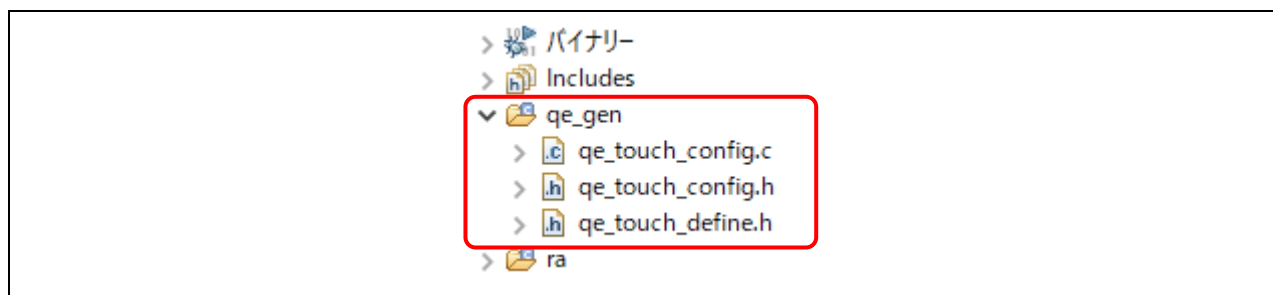 バイナリー
Includes
qe_gen
qe_touch_config.c
qe_touch_config.h
qe_touch_define.h
ra